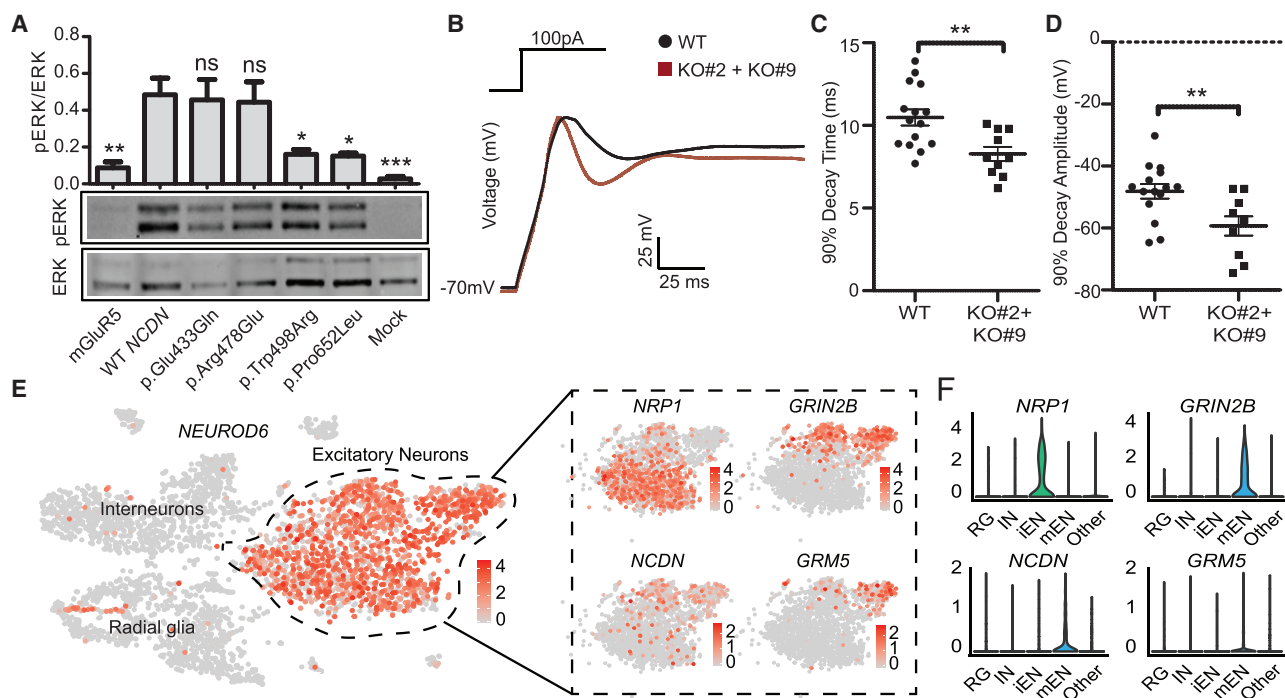 A
pERK/ERK
0.8
0.6
0.4
0.2
0.0
**
ns
ns
*
*
***
pERK
ERK
mGluR5
WT NCDN
p.Glu433Gln
p.Arg478Glu
p.Trp498Arg
p.Pro652Leu
Mock
B
100pA
WT
KO#2 + KO#9
Voltage (mV)
-70mV
25 mV
25 ms
C
90% Decay Time (ms)
15
10
5
0
**
WT
KO#2+
KO#9
D
90% Decay Amplitude (mV)
0
-20
-40
-60
-80
**
WT
KO#2+
KO#9
E
NEUROD6
Excitatory Neurons
Interneurons
Radial glia
4
2
0
NRP1
4
2
0
GRIN2B
4
2
0
NCDN
2
1
0
GRM5
2
1
0
F
NRP1
4
2
0
RG
IN
iEN
mEN
Other
GRIN2B
4
2
0
RG
IN
iEN
mEN
Other
NCDN
2
1
0
RG
IN
iEN
mEN
Other
GRM5
2
1
0
RG
IN
iEN
mEN
Other